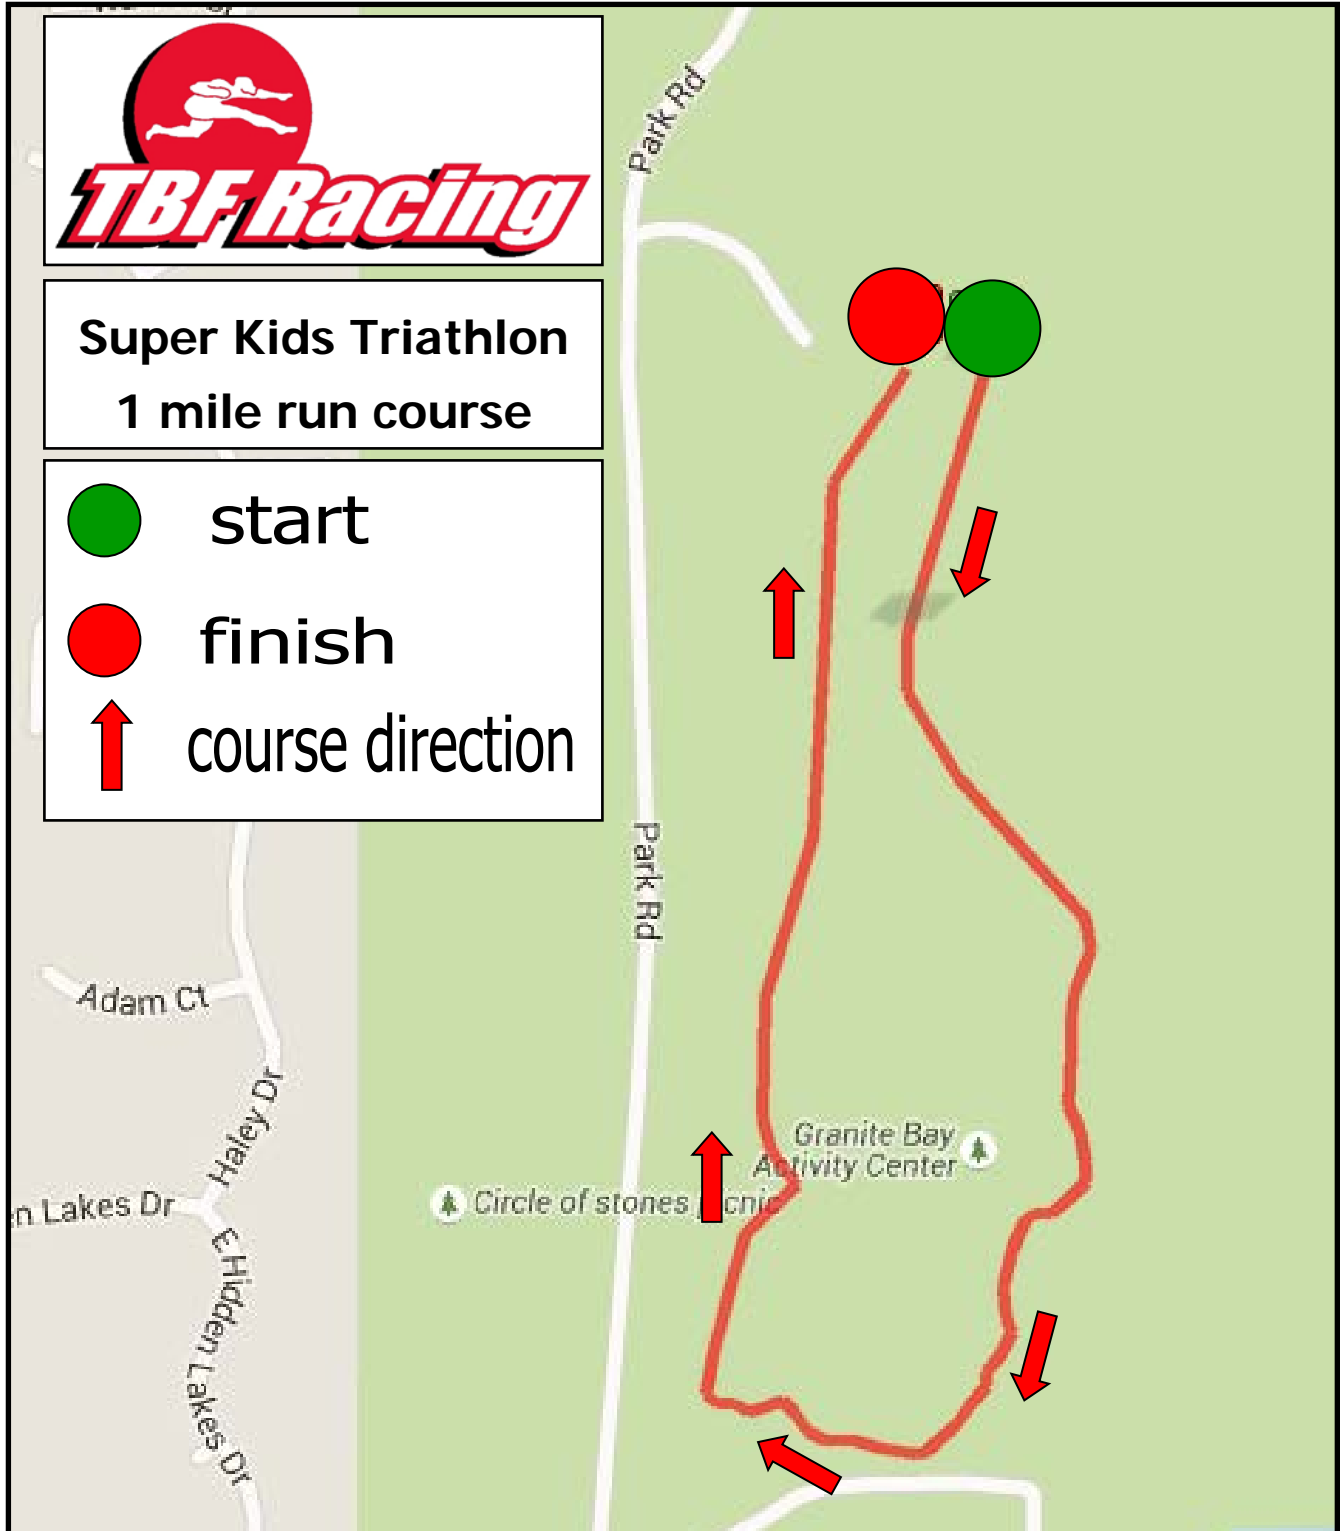 TBF Racing
Super Kids Triathlon
1 mile run course
start
finish
course direction
Park Rd
Park Rd
Adam Ct
Haley Dr
n Lakes Dr
E Hidden Lakes Dr
Granite Bay
Activity Center
Circle of stones picnic